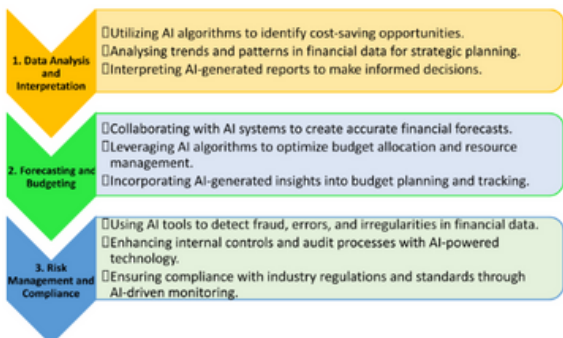 1. Data Analysis
and
Interpretation
Utilizing AI algorithms to identify cost-saving opportunities.
Analysing trends and patterns in financial data for strategic planning.
Interpreting AI-generated reports to make informed decisions.
2. Forecasting and
Budgeting
Collaborating with AI systems to create accurate financial forecasts.
Leveraging AI algorithms to optimize budget allocation and resource
management.
Incorporating AI-generated insights into budget planning and tracking.
3. Risk
Management and
Compliance
Using AI tools to detect fraud, errors, and irregularities in financial data.
Enhancing internal controls and audit processes with AI-powered
technology.
Ensuring compliance with industry regulations and standards through
AI-driven monitoring.